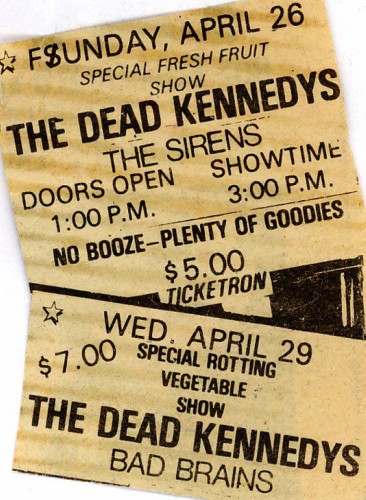 ☆ FSUNDAY, APRIL 26
SPECIAL FRESH FRUIT
SHOW
THE DEAD KENNEDYS
THE SIRENS
DOORS OPEN SHOWTIME
1:00 P.M. 3:00 P.M.
NO BOOZE-PLENTY OF GOODIES
$5.00
TICKETRON
☆ WED. APRIL 29
$7.00 SPECIAL ROTTING
VEGETABLE
SHOW
THE DEAD KENNEDYS
BAD BRAINS